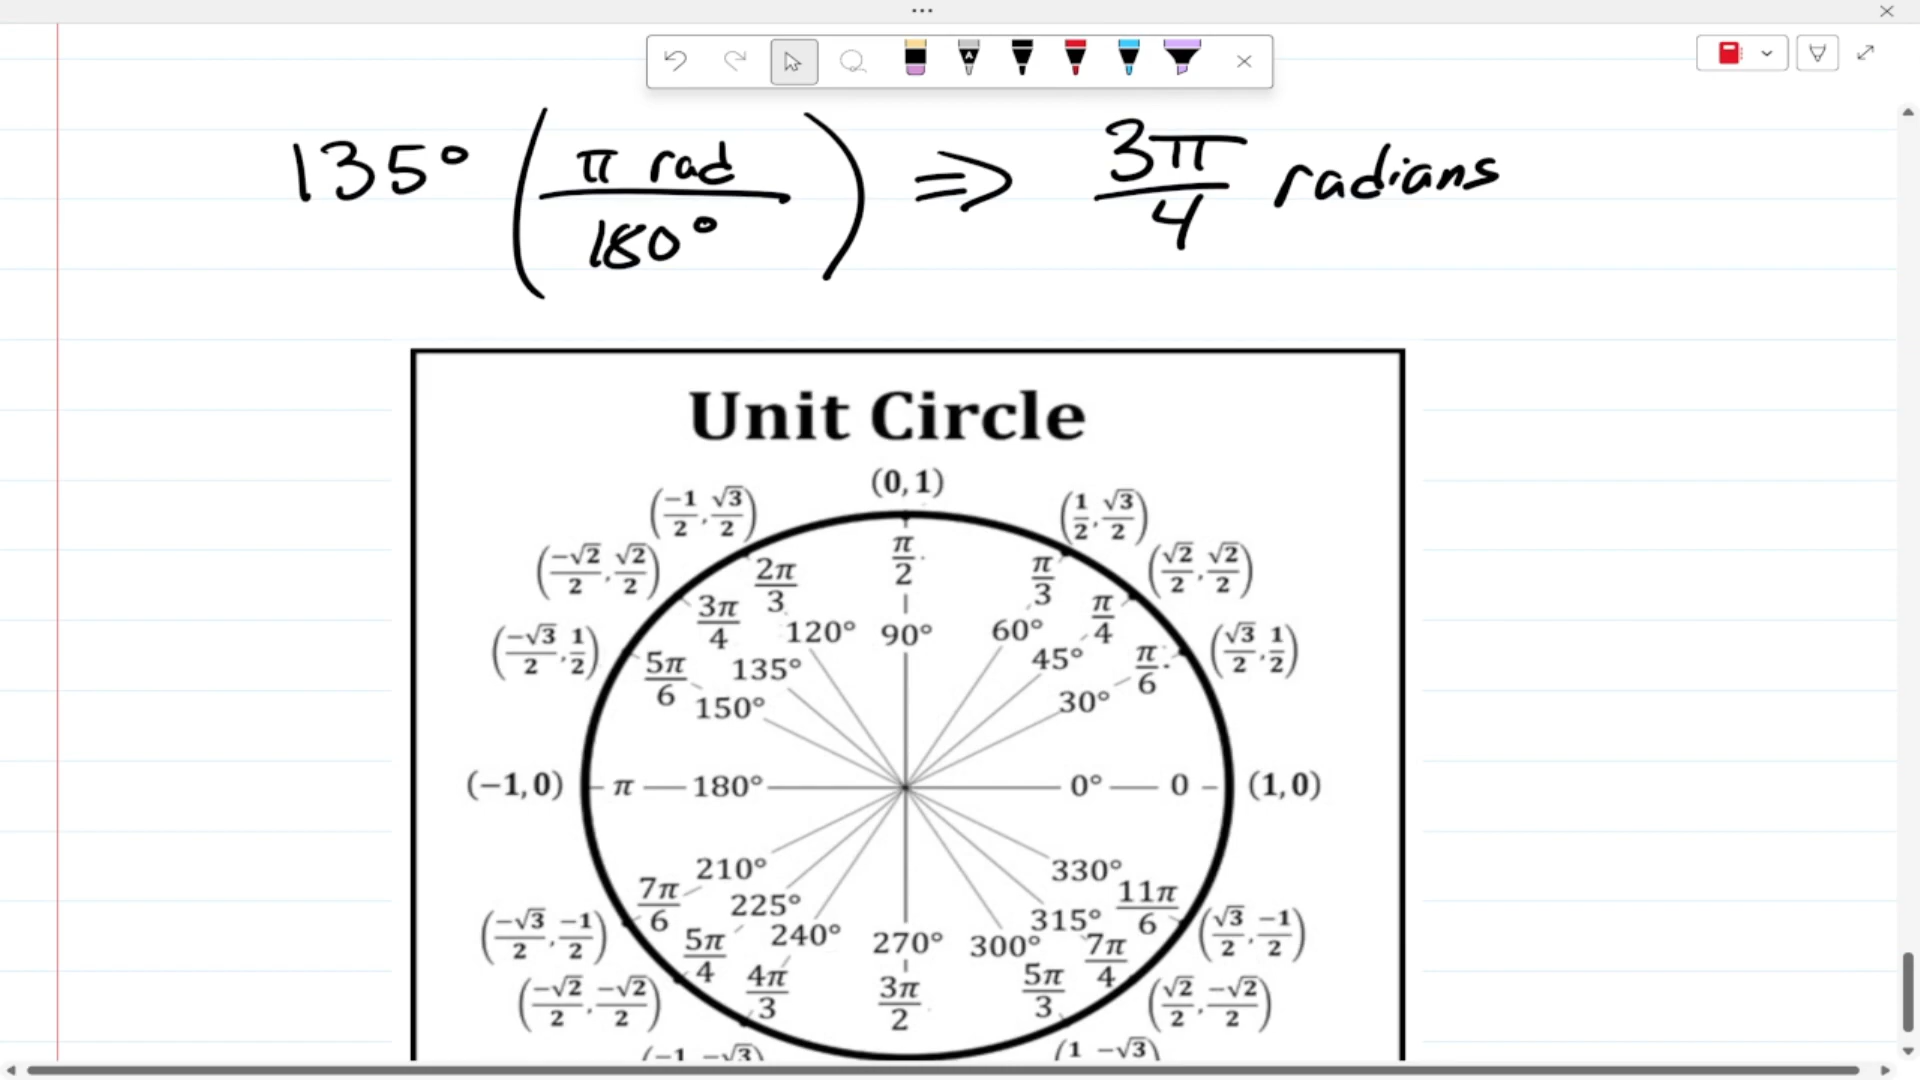 135° (π rad / 180°) ⇒ 3π/4 radians
Unit Circle
(0, 1)
(-1/2, √3/2) (1/2, √3/2)
(-√2/2, √2/2) (√2/2, √2/2)
(-√3/2, 1/2) (√3/2, 1/2)
2π/3 π/2 π/3
3π/4 π/4
5π/6 π/6
120° 90° 60°
135° 45°
150° 30°
(-1, 0) π 180° 0° 0 (1, 0)
210° 330°
225° 315°
240° 270° 300°
7π/6 11π/6
5π/4 7π/4
4π/3 3π/2 5π/3
(-√3/2, -1/2) (√3/2, -1/2)
(-√2/2, -√2/2) (√2/2, -√2/2)
(-1 -√3) (1 -√3)